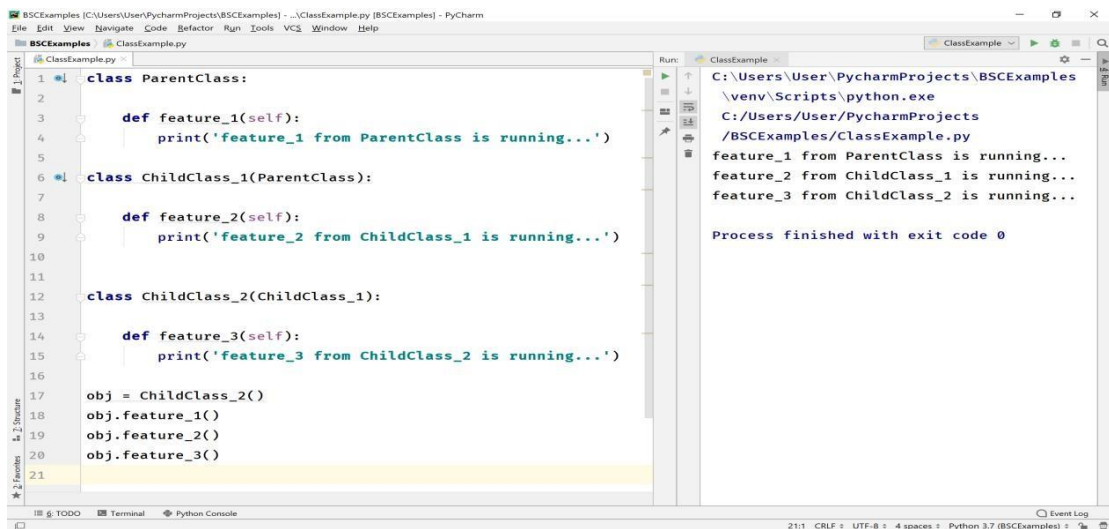 BSCExamples [C:\Users\User\PycharmProjects\BSCExamples] - ...\ClassExample.py [BSCExamples] - PyCharm
File Edit View Navigate Code Refactor Run Tools VCS Window Help
BSCExamples ClassExample.py
ClassExample
1: Project
ClassExample.py
1 class ParentClass:
2
3 def feature_1(self):
4 print('feature_1 from ParentClass is running...')
5
6 class ChildClass_1(ParentClass):
7
8 def feature_2(self):
9 print('feature_2 from ChildClass_1 is running...')
10
11
12 class ChildClass_2(ChildClass_1):
13
14 def feature_3(self):
15 print('feature_3 from ChildClass_2 is running...')
16
17 obj = ChildClass_2()
18 obj.feature_1()
19 obj.feature_2()
20 obj.feature_3()
21
Z: Structure
2: Favorites
Run: ClassExample
C:\Users\User\PycharmProjects\BSCExamples
\venv\Scripts\python.exe
C:/Users/User/PycharmProjects
/BSCExamples/ClassExample.py
feature_1 from ParentClass is running...
feature_2 from ChildClass_1 is running...
feature_3 from ChildClass_2 is running...
Process finished with exit code 0
4: Run
6: TODO Terminal Python Console
Event Log
21:1 CRLF UTF-8 4 spaces Python 3.7 (BSCExamples)